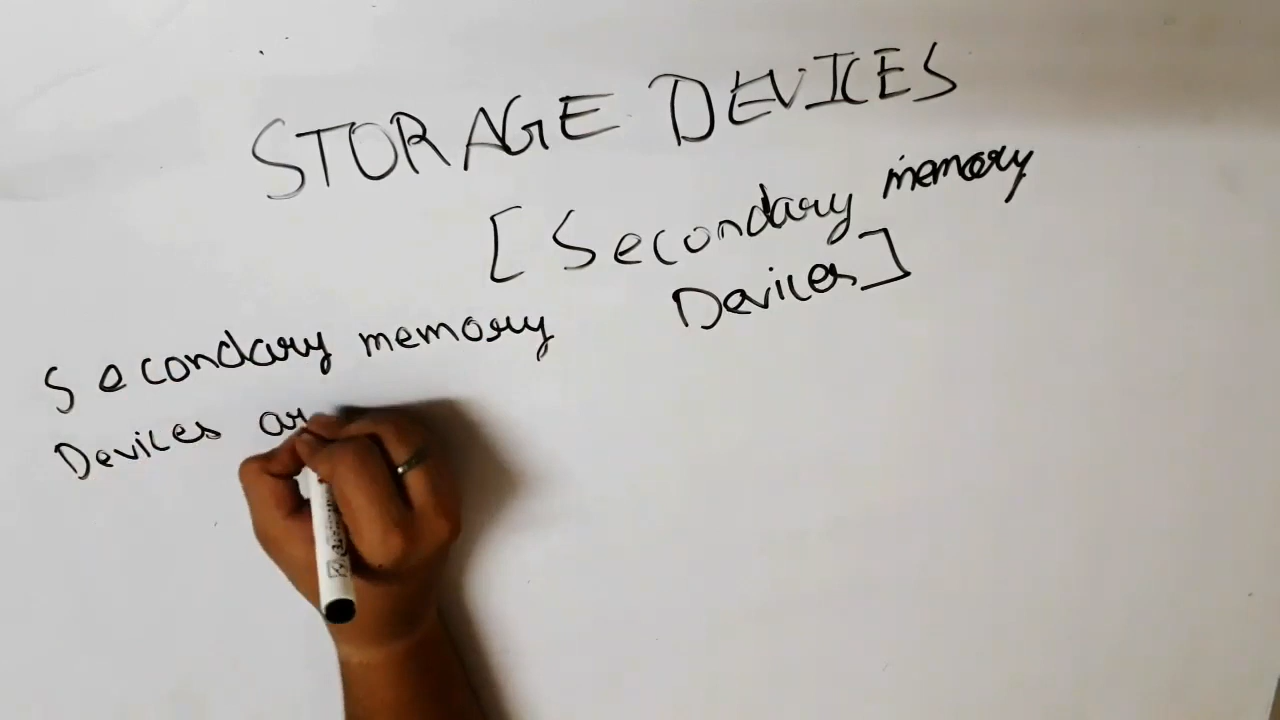 STORAGE DEVICES
[Secondary memory
Devices]
Secondary memory
Devices ar